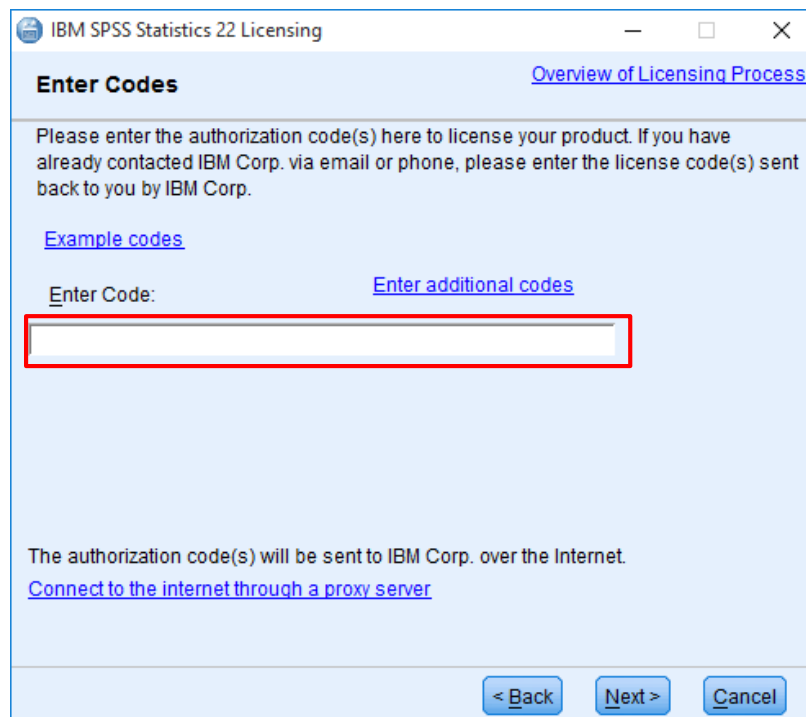 IBM SPSS Statistics 22 Licensing
Enter Codes
Overview of Licensing Process
Please enter the authorization code(s) here to license your product. If you have
already contacted IBM Corp. via email or phone, please enter the license code(s) sent
back to you by IBM Corp.
Example codes
Enter Code:
Enter additional codes
The authorization code(s) will be sent to IBM Corp. over the Internet.
Connect to the internet through a proxy server
< Back
Next >
Cancel